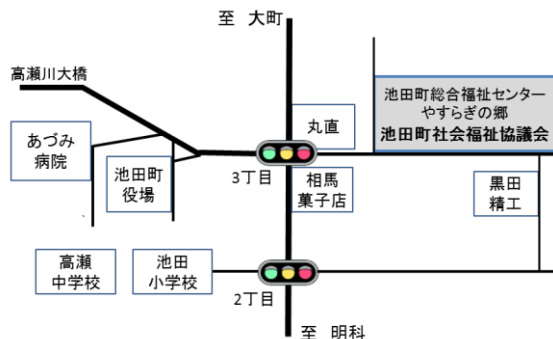 至 大町
高瀬川大橋
池田町総合福祉センター
やすらぎの郷
池田町社会福祉協議会
丸直
あづみ
病院
池田町
役場
3丁目
相馬
菓子店
黒田
精工
高瀬
中学校
池田
小学校
2丁目
至 明科